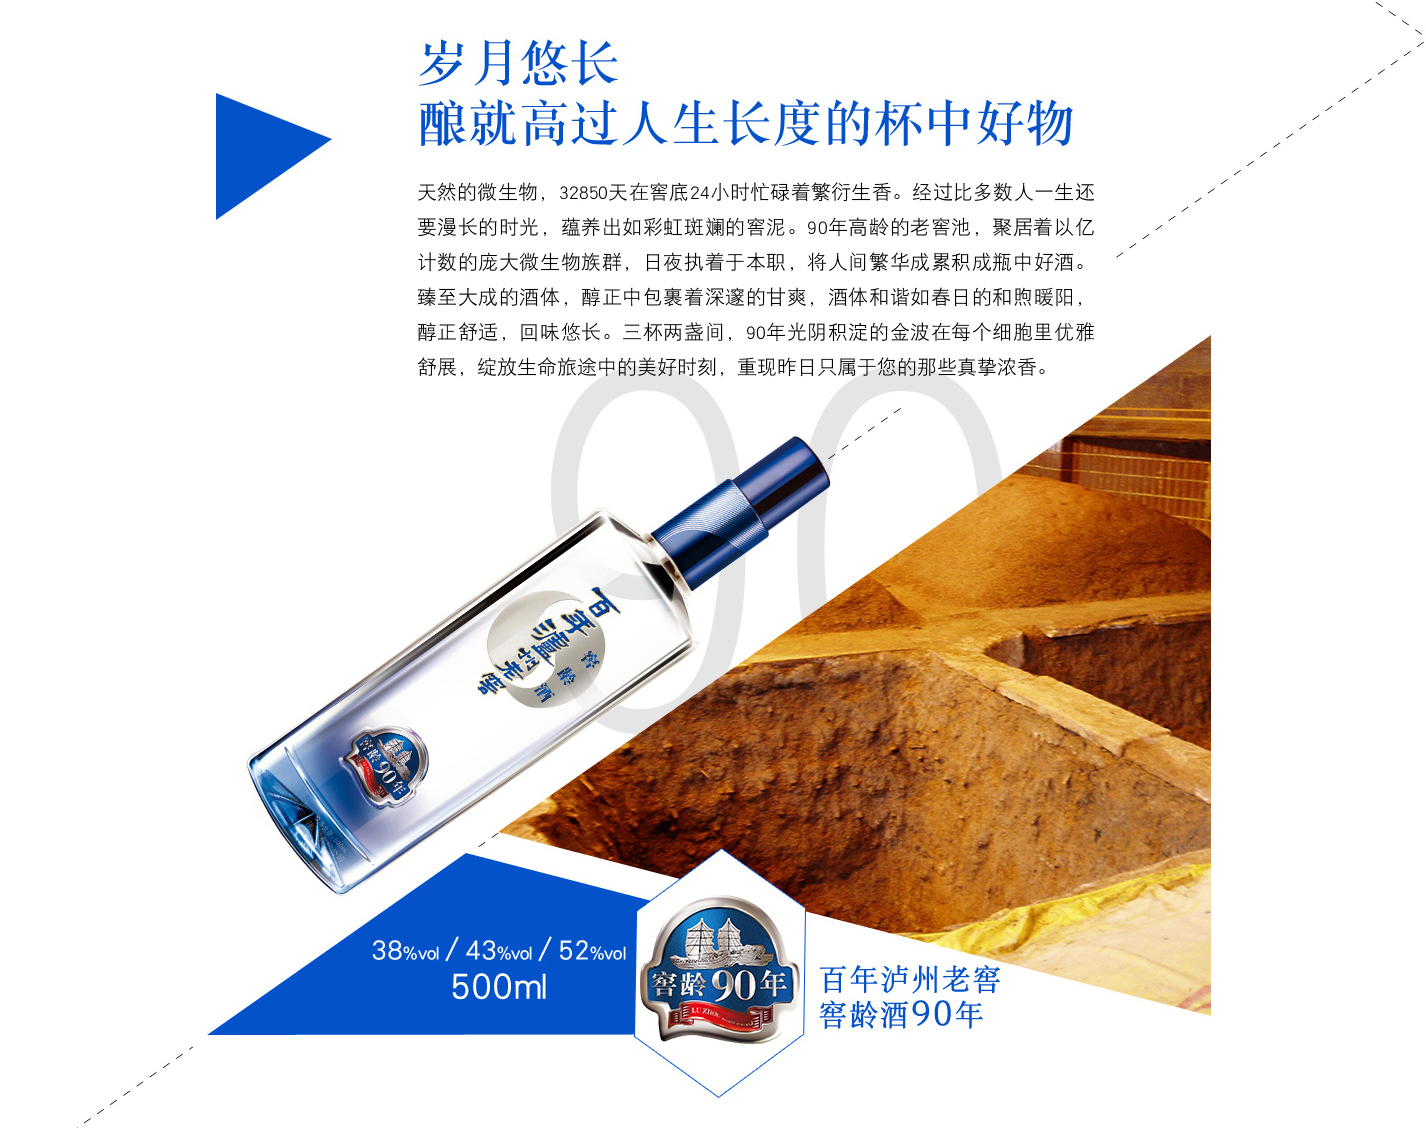 岁月悠长
酿就高过人生长度的杯中好物
天然的微生物，32850天在窖底24小时忙碌着繁衍生香。经过比多数人一生还
要漫长的时光，蕴养出如彩虹斑斓的窖泥。90年高龄的老窖池，聚居着以亿
计数的庞大微生物族群，日夜执着于本职，将人间繁华成累积成瓶中好酒。
臻至大成的酒体，醇正中包裹着深邃的甘爽，酒体和谐如春日的和煦暖阳，
醇正舒适，回味悠长。三杯两盏间，90年光阴积淀的金波在每个细胞里优雅
舒展，绽放生命旅途中的美好时刻，重现昨日只属于您的那些真挚浓香。
90
百年泸州老窖
窖龄酒
窖龄90年
38%vol / 43%vol / 52%vol
500ml
窖龄90年
LU ZHOU
百年泸州老窖
窖龄酒90年